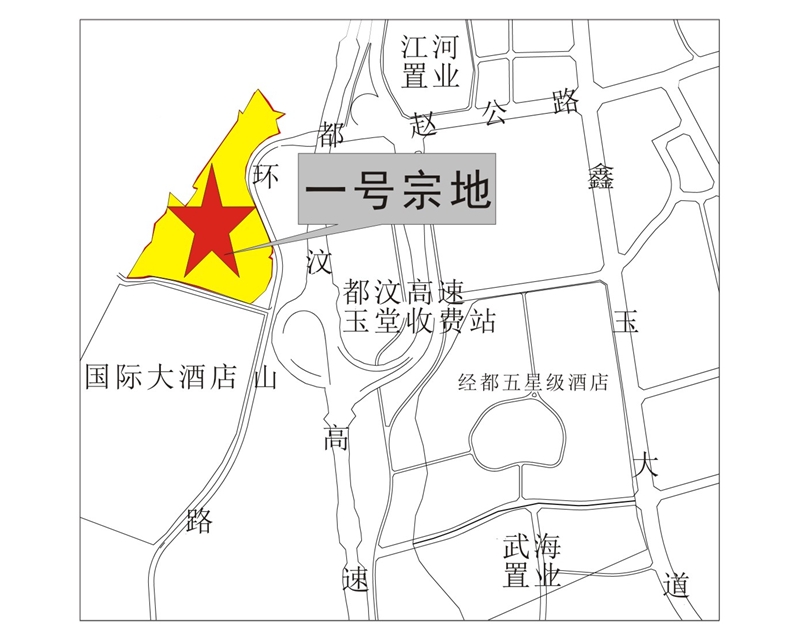 江河
置业
赵公路
一号宗地
都汶高速
环山路
都汶高速
玉堂收费站
鑫玉大道
国际大酒店
经都五星级酒店
武海
置业